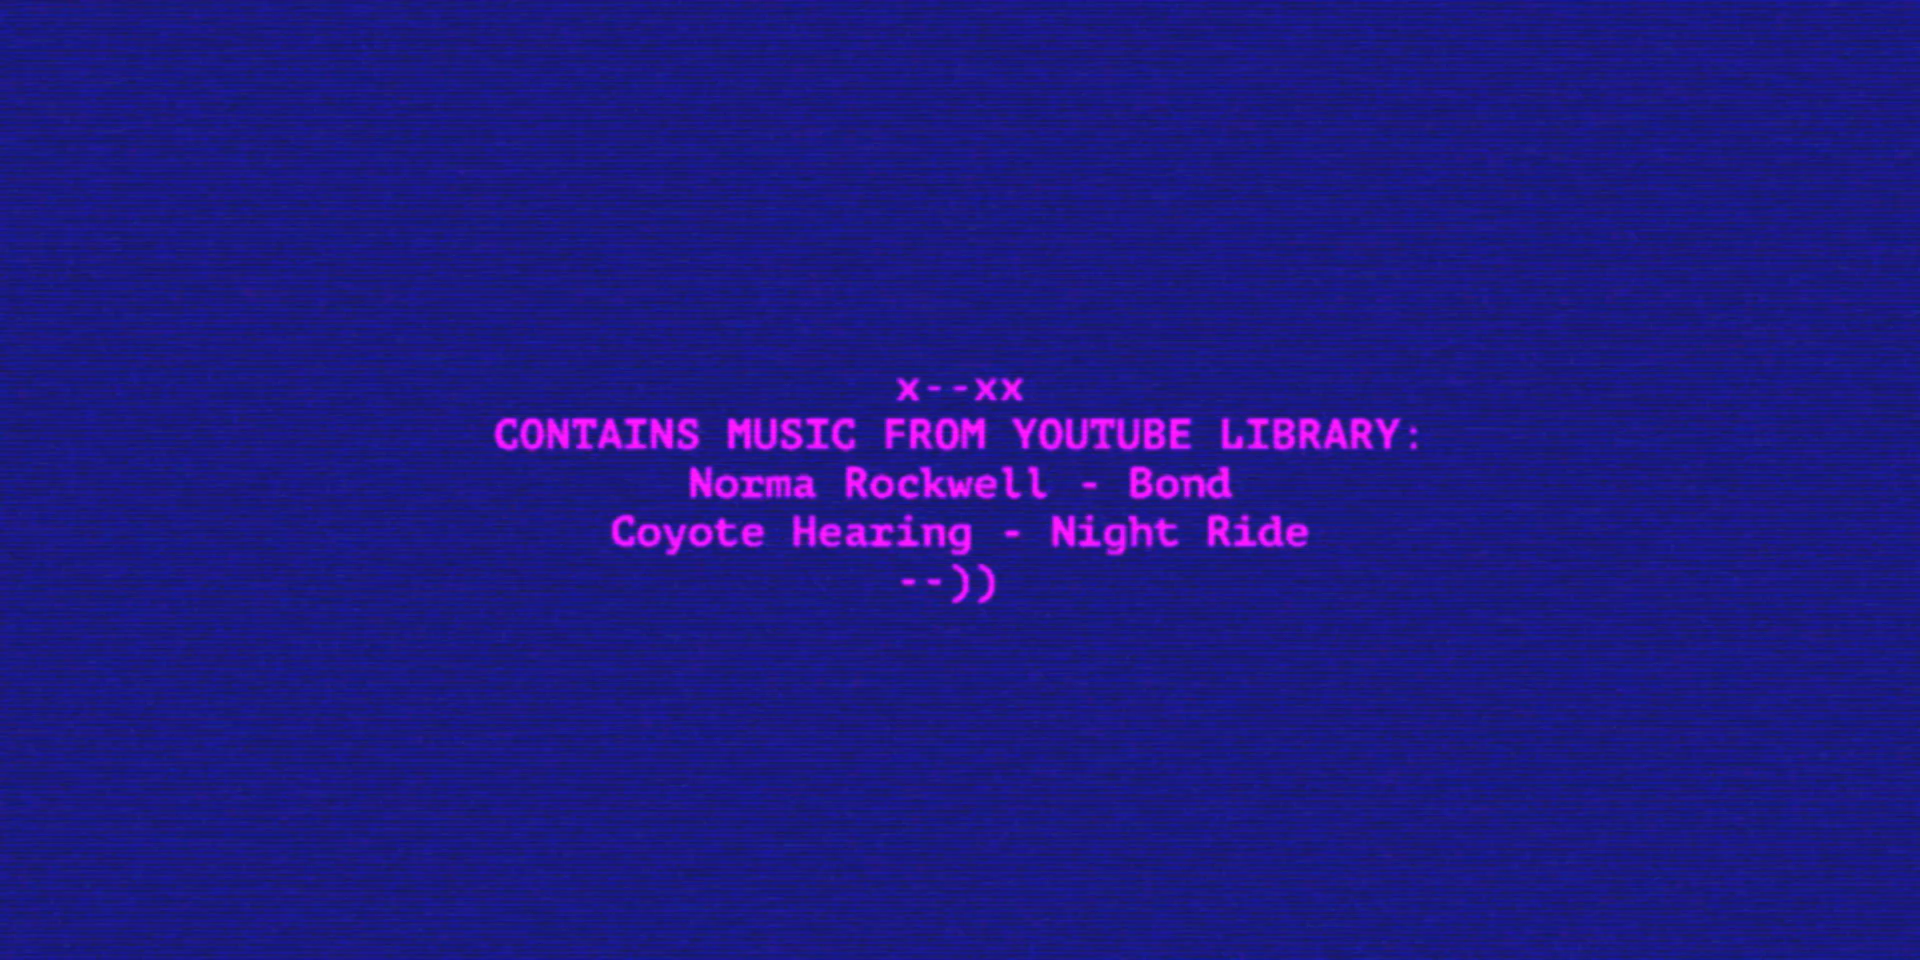 x--xx
CONTAINS MUSIC FROM YOUTUBE LIBRARY:
Norma Rockwell - Bond
Coyote Hearing - Night Ride
--))